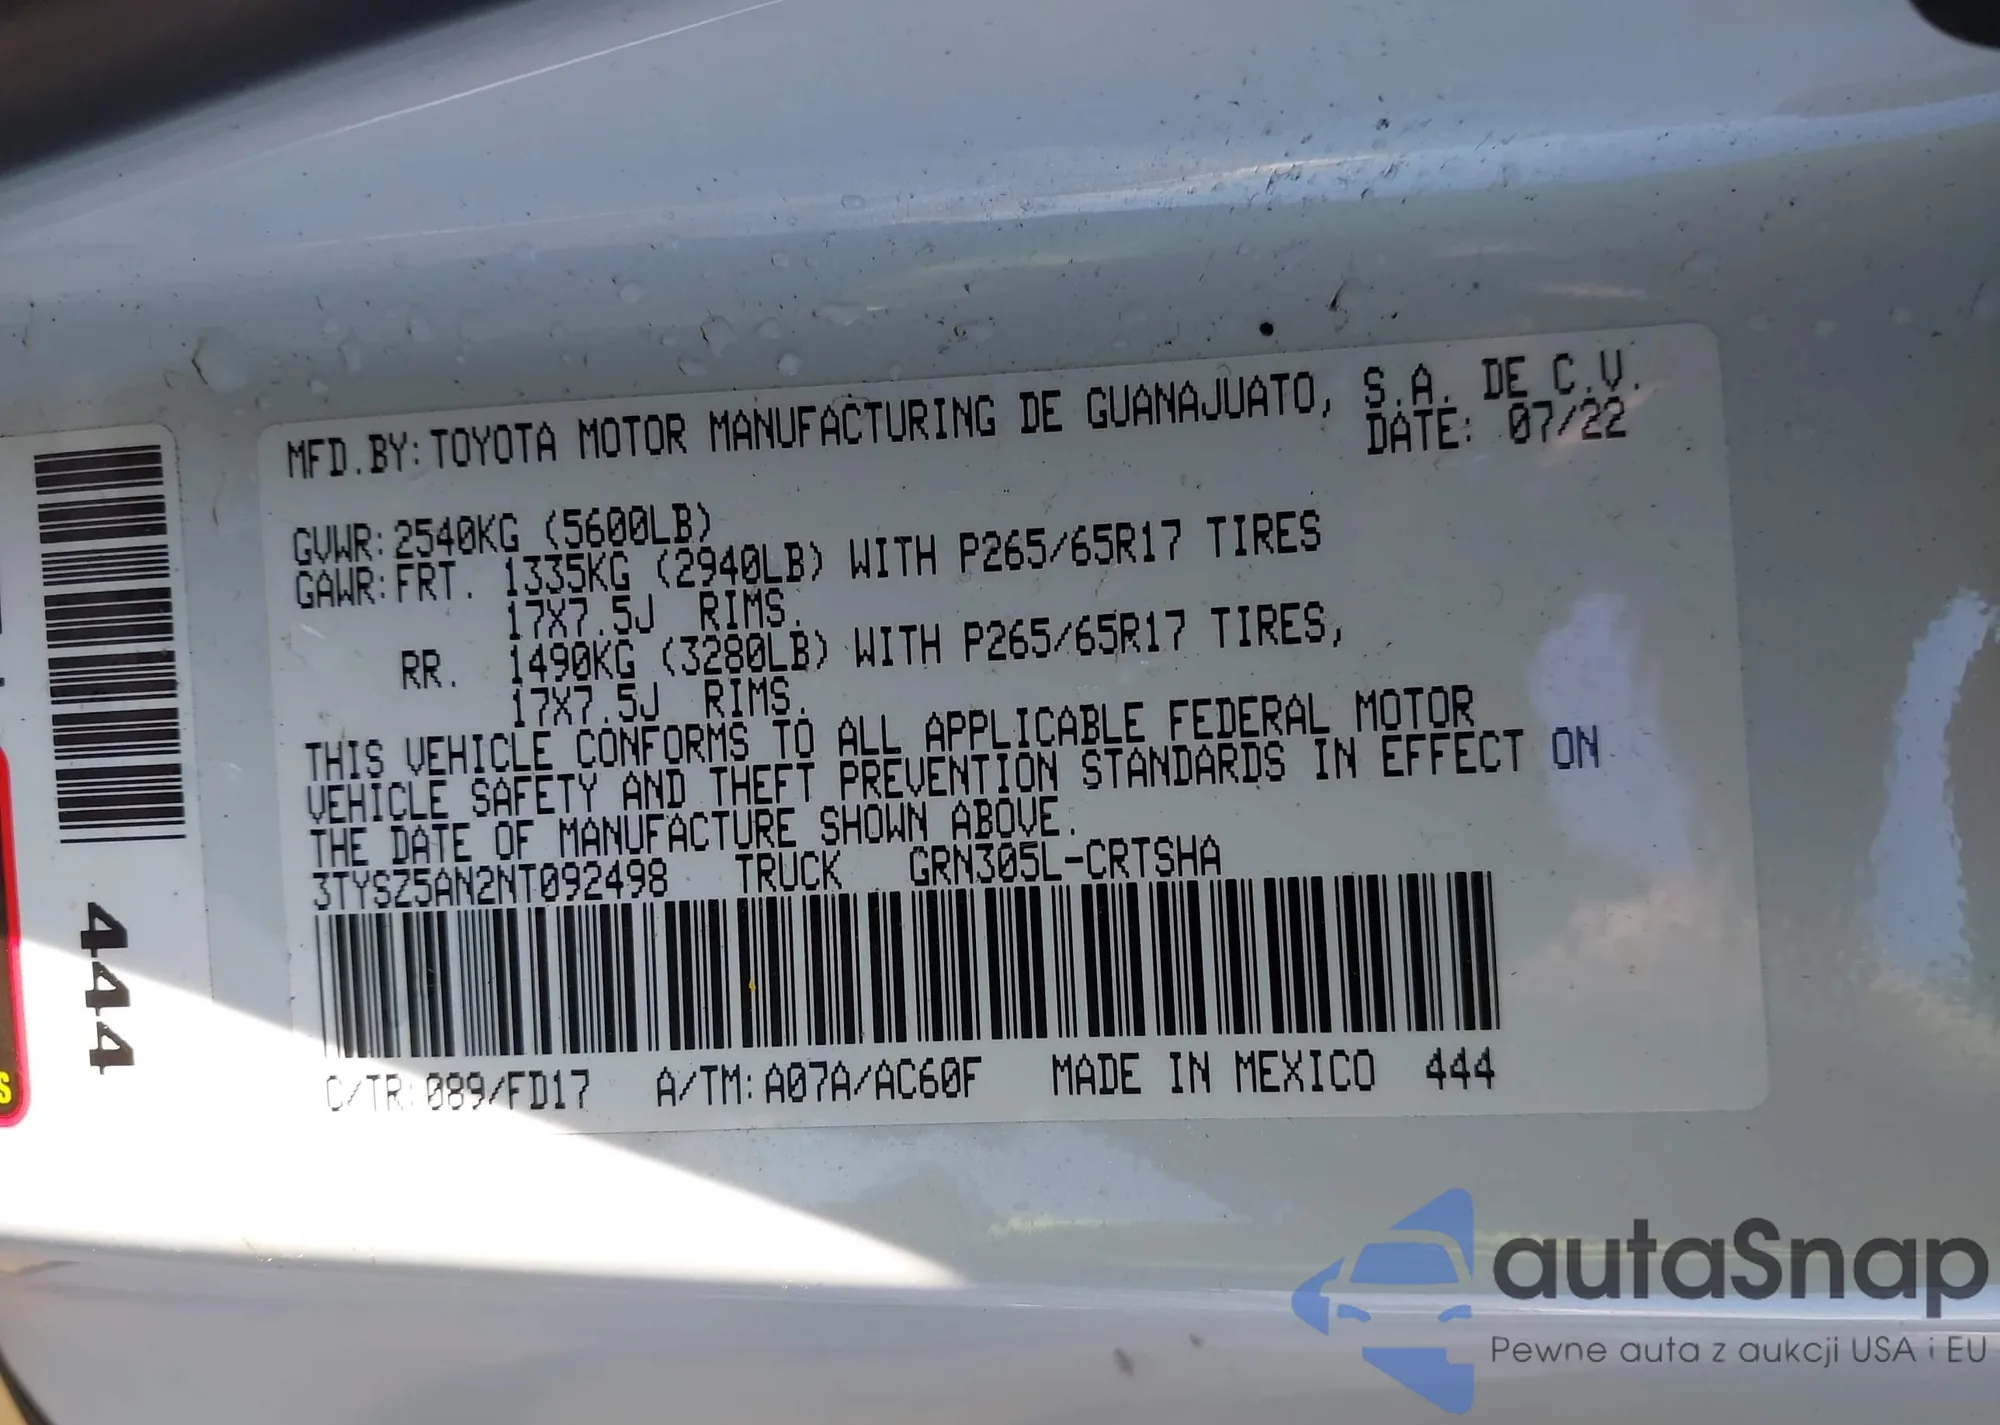 MFD.BY: TOYOTA MOTOR MANUFACTURING DE GUANAJUATO, S.A. DE C.V.
DATE: 07/22
GVWR: 2540KG (5600LB)
GAWR: FRT. 1335KG (2940LB) WITH P265/65R17 TIRES
17X7.5J RIMS.
RR. 1490KG (3280LB) WITH P265/65R17 TIRES,
17X7.5J RIMS.
THIS VEHICLE CONFORMS TO ALL APPLICABLE FEDERAL MOTOR
VEHICLE SAFETY AND THEFT PREVENTION STANDARDS IN EFFECT ON
THE DATE OF MANUFACTURE SHOWN ABOVE.
3TYSZ5AN2NT092498 TRUCK GRN305L-CRTSHA
C/TR: 089/FD17 A/TM: A07A/AC60F MADE IN MEXICO 444
444
S
autaSnap
Pewne auta z aukcji USA i EU